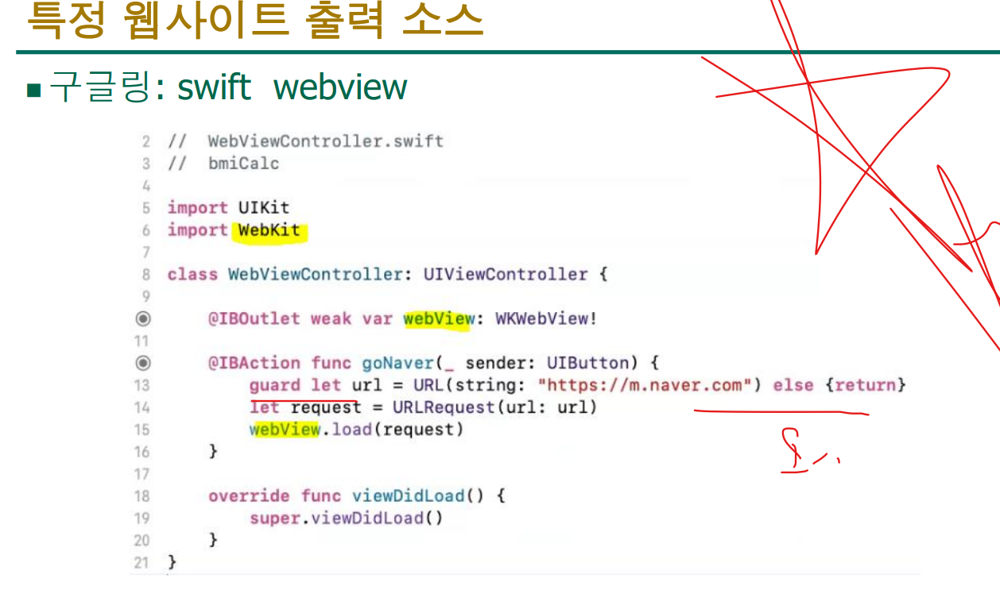 특정 웹사이트 출력 소스
■ 구글링: swift webview
2 // WebViewController.swift
3 // bmiCalc
4
5 import UIKit
6 import WebKit
7
8 class WebViewController: UIViewController {
9
@IBOutlet weak var webView: WKWebView!
11
@IBAction func goNaver(_ sender: UIButton) {
13 guard let url = URL(string: "https://m.naver.com") else {return}
14 let request = URLRequest(url: url)
15 webView.load(request)
16 }
17
18 override func viewDidLoad() {
19 super.viewDidLoad()
20 }
21 }